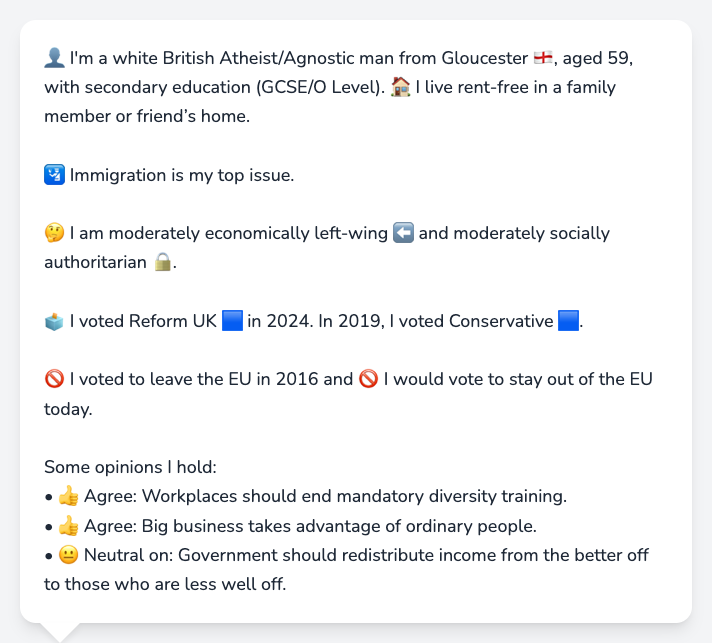 👤 I'm a white British Atheist/Agnostic man from Gloucester 🏴󠁧󠁢󠁥󠁮󠁧󠁿, aged 59,
with secondary education (GCSE/O Level). 🏠 I live rent-free in a family
member or friend’s home.
🛂 Immigration is my top issue.
🤔 I am moderately economically left-wing ⬅️ and moderately socially
authoritarian 🔒.
🗳️ I voted Reform UK 🟦 in 2024. In 2019, I voted Conservative 🟦.
🚫 I voted to leave the EU in 2016 and 🚫 I would vote to stay out of the EU
today.
Some opinions I hold:
• 👍 Agree: Workplaces should end mandatory diversity training.
• 👍 Agree: Big business takes advantage of ordinary people.
• 😐 Neutral on: Government should redistribute income from the better off
to those who are less well off.